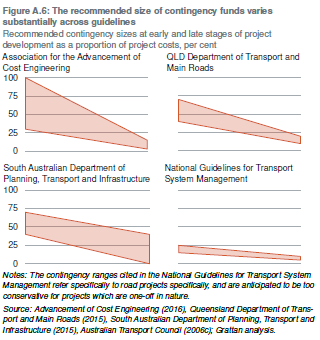 Figure A.6: The recommended size of contingency funds varies
substantially across guidelines
Recommended contingency sizes at early and late stages of project
development as a proportion of project costs, per cent
Association for the Advancement of
Cost Engineering
QLD Department of Transport and
Main Roads
100
75
50
25
0
South Australian Department of
Planning, Transport and Infrastructure
National Guidelines for Transport
System Management
100
75
50
25
0
Notes: The contingency ranges cited in the National Guidelines for Transport System
Management refer specifically to road projects specifically, and are anticipated to be too
conservative for projects which are one-off in nature.
Source: Advancement of Cost Engineering (2016), Queensland Department of Trans-
port and Main Roads (2015), South Australian Department of Planning, Transport and
Infrastructure (2015), Australian Transport Council (2006c); Grattan analysis.